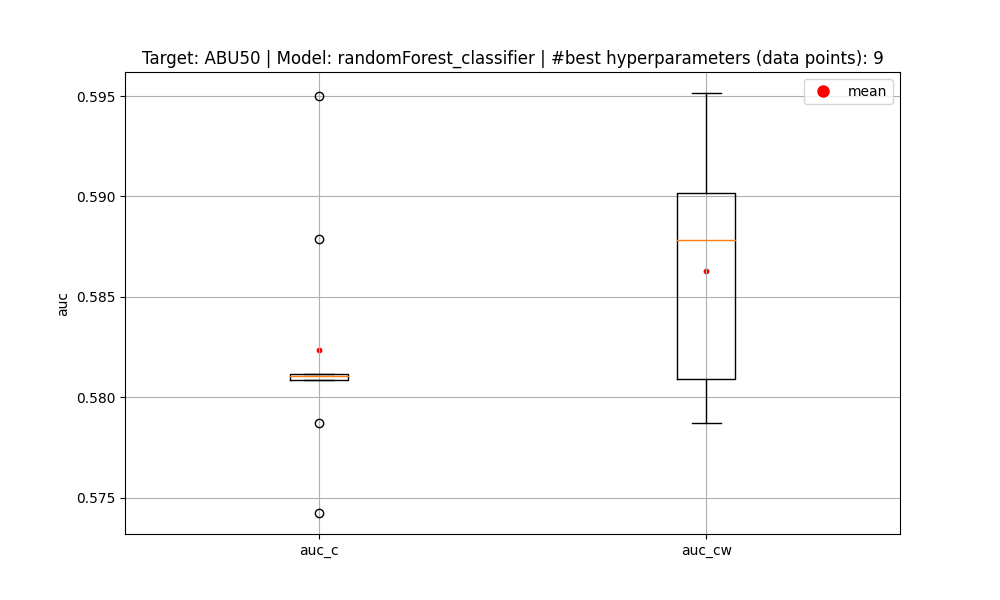 Target: ABU50 | Model: randomForest_classifier | #best hyperparameters (data points): 9
mean
0.595
0.590
0.585
0.580
0.575
auc
auc_c
auc_cw